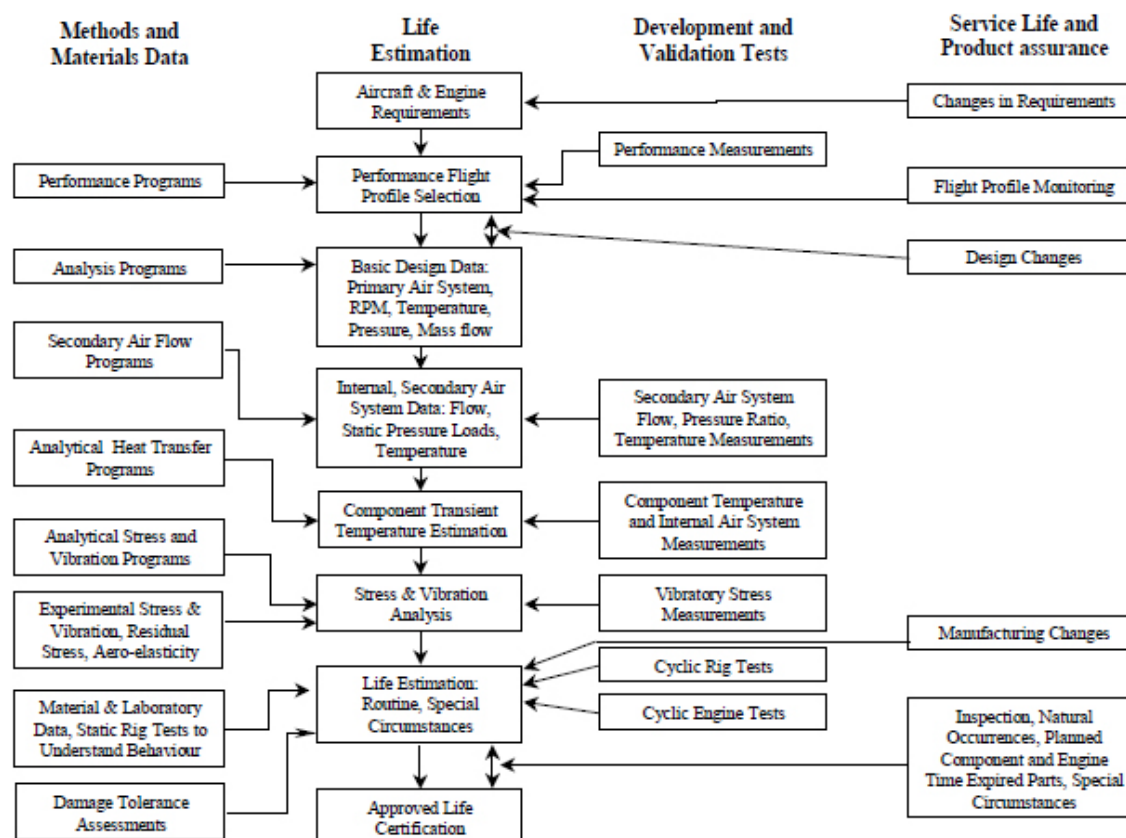 Methods and
Materials Data
Life
Estimation
Development and
Validation Tests
Service Life and
Product assurance
Aircraft & Engine
Requirements
Changes in Requirements
Performance Measurements
Performance Programs
Performance Flight
Profile Selection
Flight Profile Monitoring
Analysis Programs
Basic Design Data:
Primary Air System,
RPM, Temperature,
Pressure, Mass flow
Design Changes
Secondary Air Flow
Programs
Internal, Secondary Air
System Data: Flow,
Static Pressure Loads,
Temperature
Secondary Air System
Flow, Pressure Ratio,
Temperature Measurements
Analytical Heat Transfer
Programs
Component Transient
Temperature Estimation
Component Temperature
and Internal Air System
Measurements
Analytical Stress and
Vibration Programs
Stress & Vibration
Analysis
Vibratory Stress
Measurements
Experimental Stress &
Vibration, Residual
Stress, Aero-elasticity
Manufacturing Changes
Cyclic Rig Tests
Material & Laboratory
Data, Static Rig Tests to
Understand Behaviour
Life Estimation:
Routine, Special
Circumstances
Cyclic Engine Tests
Inspection, Natural
Occurrences, Planned
Component and Engine
Time Expired Parts, Special
Circumstances
Damage Tolerance
Assessments
Approved Life
Certification